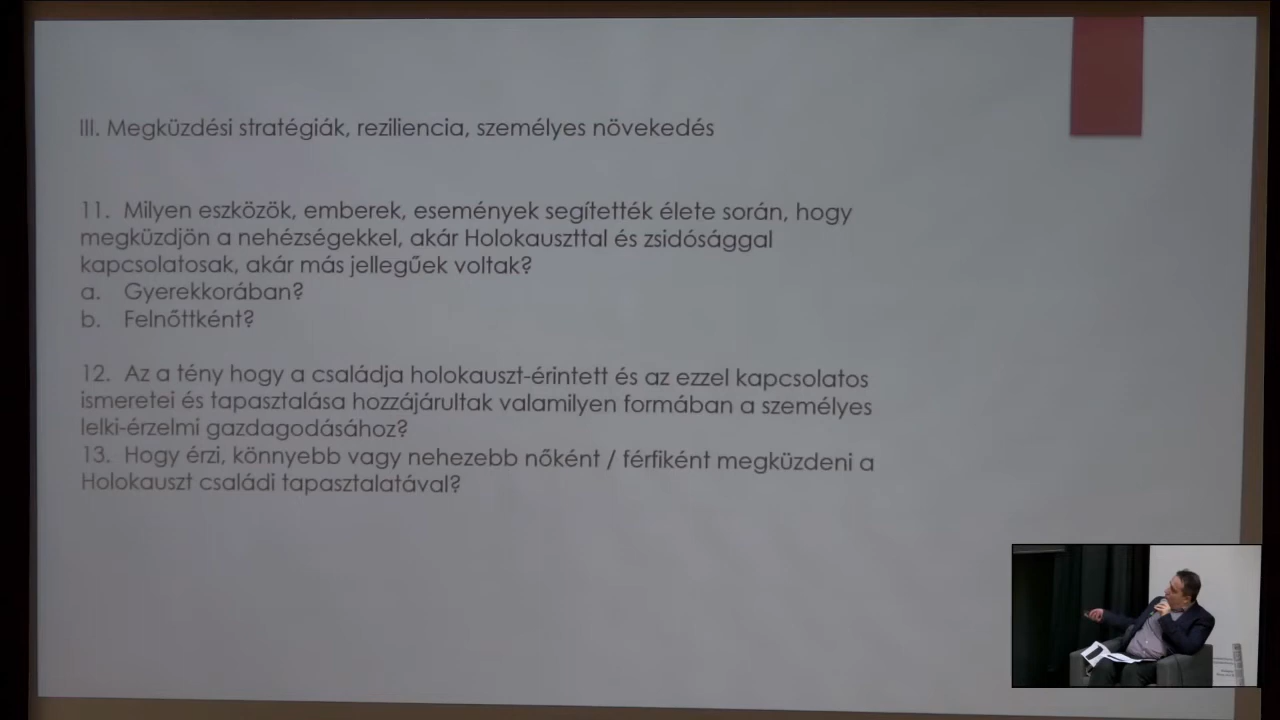 III. Megküzdési stratégiák, reziliencia, személyes növekedés
11. Milyen eszközök, emberek, események segítették élete során, hogy
megküzdjön a nehézségekkel, akár Holokauszttal és zsidósággal
kapcsolatosak, akár más jellegűek voltak?
a. Gyerekkorában?
b. Felnőttként?
12. Az a tény hogy a családja holokauszt-érintett és az ezzel kapcsolatos
ismeretei és tapasztalása hozzájárultak valamilyen formában a személyes
lelki-érzelmi gazdagodásához?
13. Hogy érzi, könnyebb vagy nehezebb nőként / férfiként megküzdeni a
Holokauszt családi tapasztalatával?